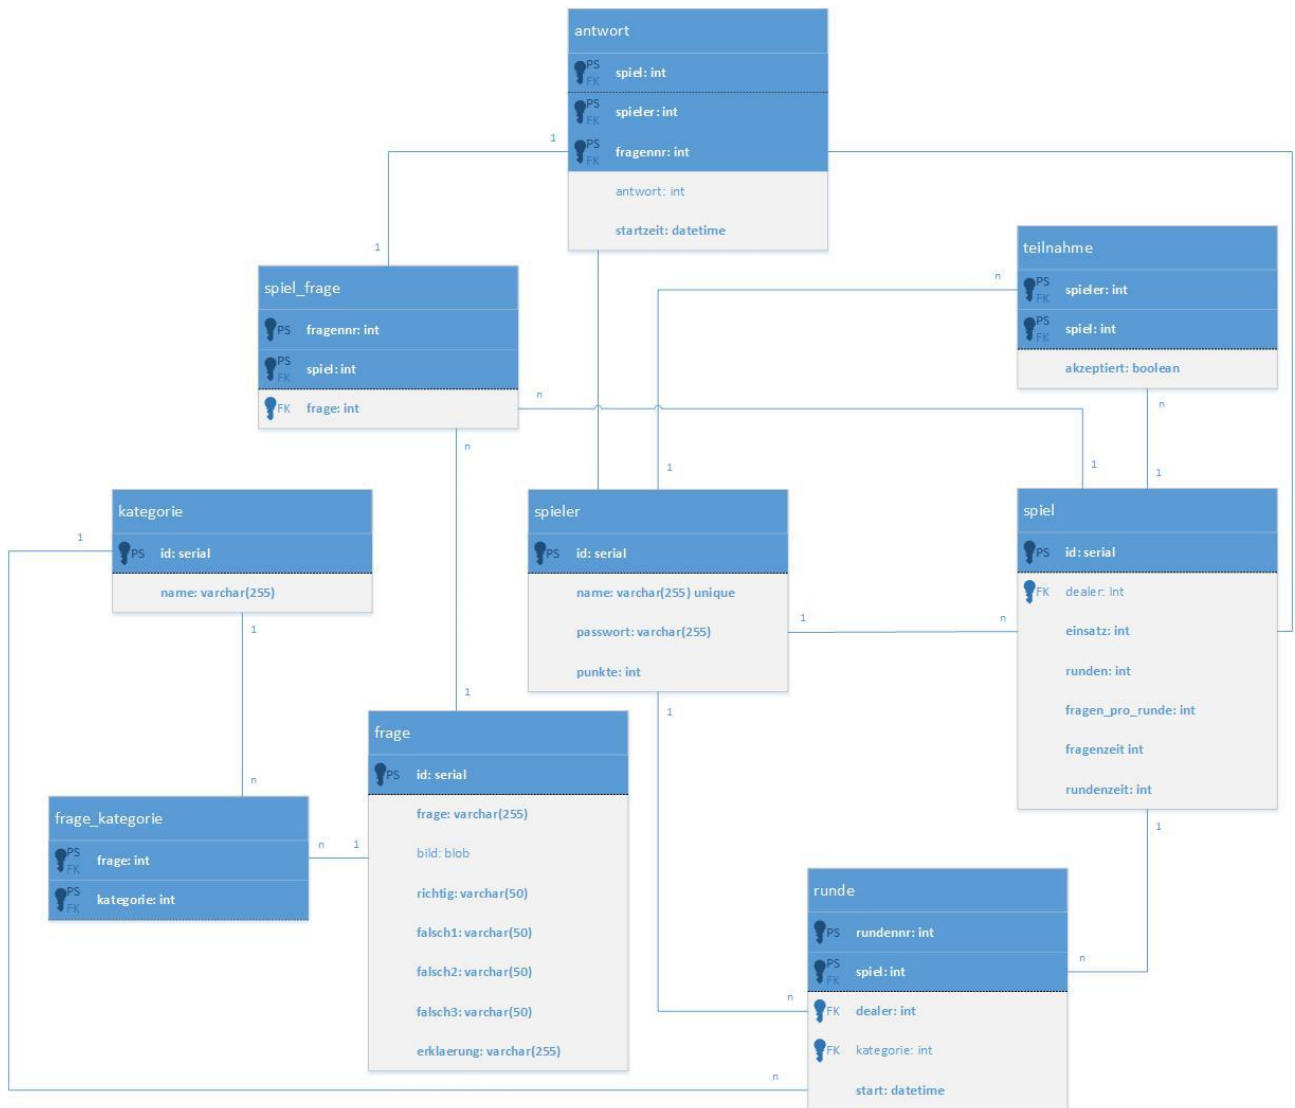 antwort
PS
FK
spiel: int
PS
FK
spieler: int
PS
FK
fragennr: int
antwort: int
startzeit: datetime
1
1
teilnahme
PS
FK
spieler: int
PS
FK
spiel: int
akzeptiert: boolean
n
n
spiel_frage
PS
fragennr: int
PS
FK
spiel: int
FK
frage: int
n
n
1
1
1
kategorie
PS
id: serial
name: varchar(255)
1
1
spieler
PS
id: serial
name: varchar(255) unique
passwort: varchar(255)
punkte: int
1
n
1
spiel
PS
id: serial
FK
dealer: int
einsatz: int
runden: int
fragen_pro_runde: int
fragenzeit int
rundenzeit: int
1
1
frage
PS
id: serial
frage: varchar(255)
bild: blob
richtig: varchar(50)
falsch1: varchar(50)
falsch2: varchar(50)
falsch3: varchar(50)
erklaerung: varchar(255)
n
frage_kategorie
PS
FK
frage: int
PS
FK
kategorie: int
n
1
runde
PS
rundennr: int
PS
FK
spiel: int
FK
dealer: int
FK
kategorie: int
start: datetime
n
n
n